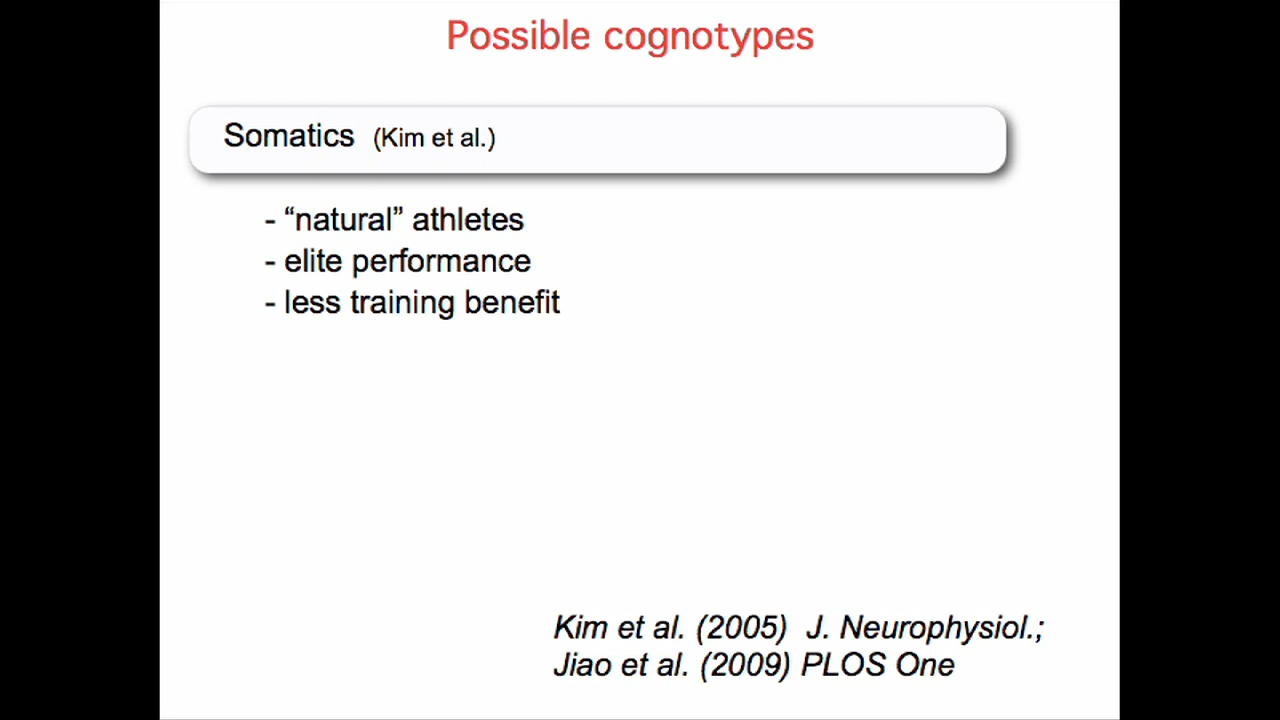 Possible cognotypes
Somatics (Kim et al.)
- “natural” athletes
- elite performance
- less training benefit
Kim et al. (2005) J. Neurophysiol.;
Jiao et al. (2009) PLOS One